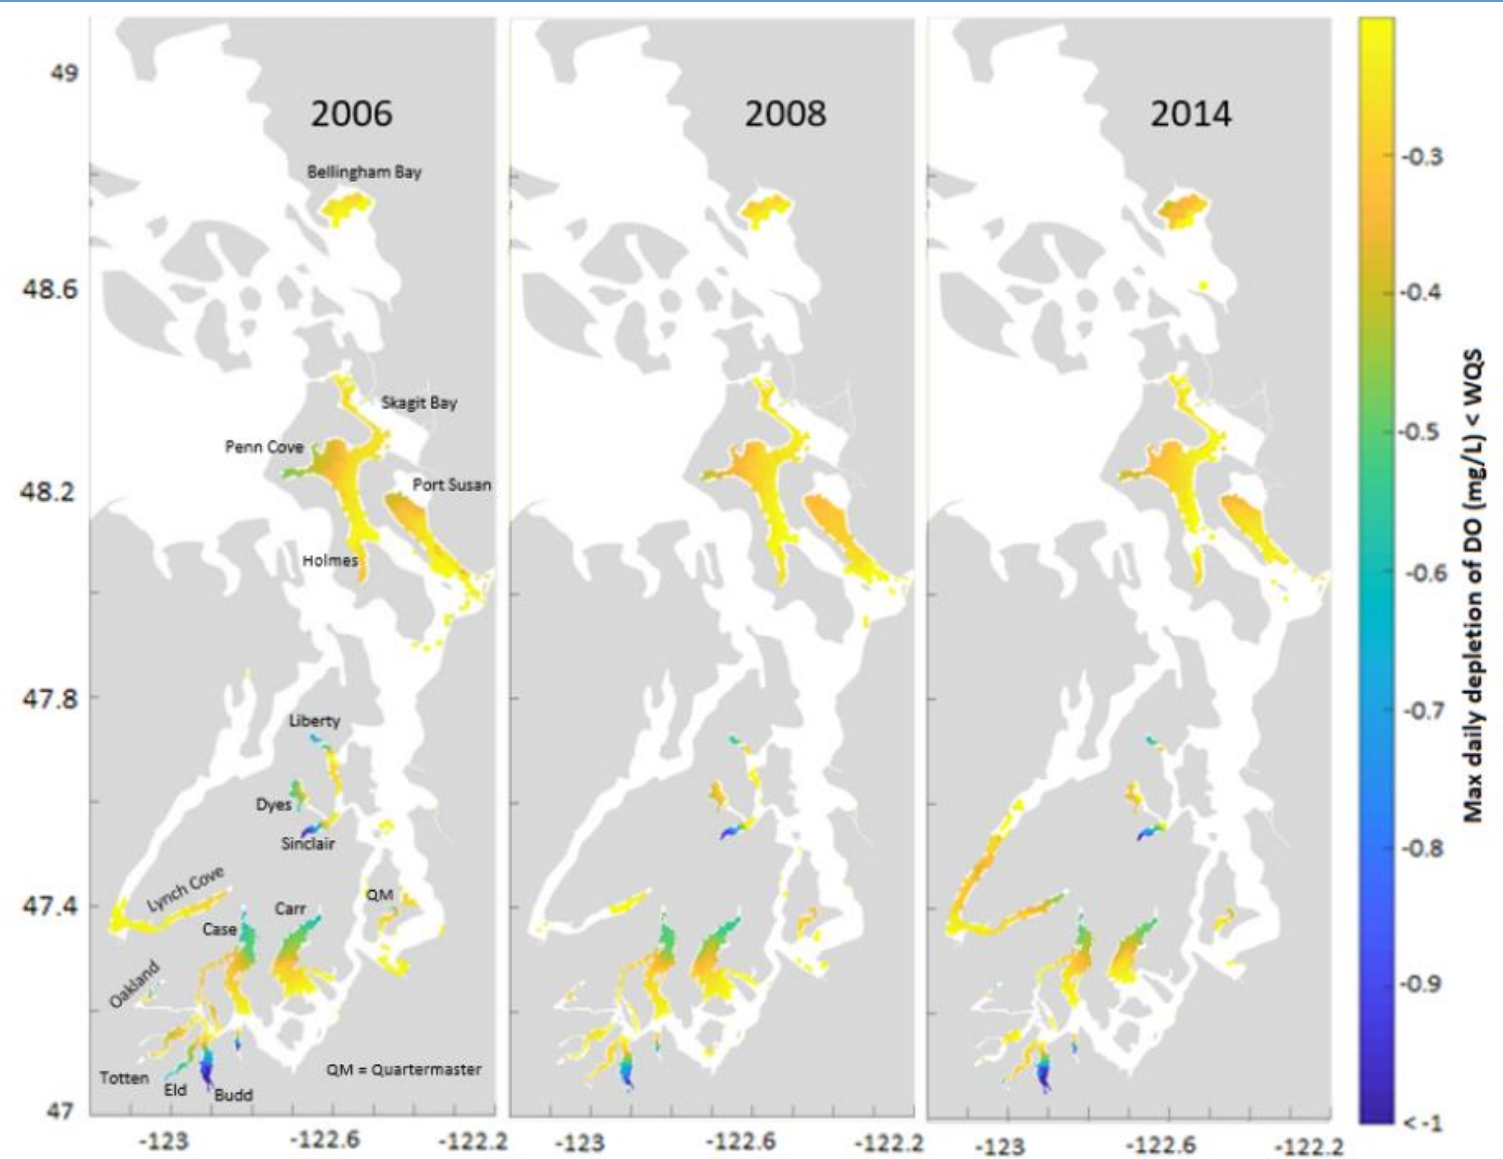 2006
2008
2014
Bellingham Bay
Skagit Bay
Penn Cove
Port Susan
Holmes
Liberty
Dyes
Sinclair
Lynch Cove
QM
Carr
Case
Oakland
QM = Quartermaster
Totten
Eld
Budd
49
48.6
48.2
47.8
47.4
47
-123
-122.6
-122.2
-123
-122.6
-122.2
-123
-122.6
-122.2
-0.3
-0.4
-0.5
-0.6
-0.7
-0.8
-0.9
< -1
Max daily depletion of DO (mg/L) < WQS